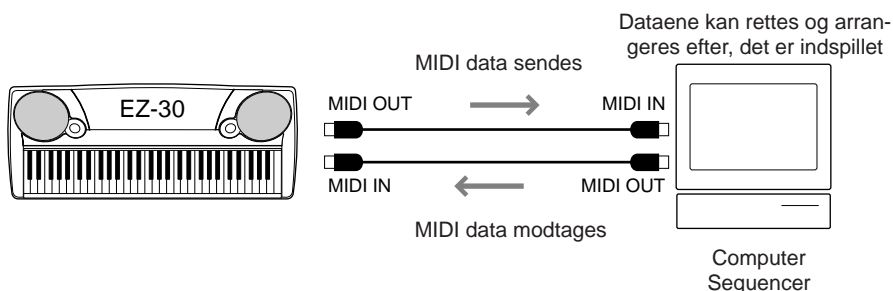 Dataene kan rettes og arran-
geres efter, det er indspillet
MIDI data sendes
EZ-30
MIDI OUT
MIDI IN
MIDI IN
MIDI OUT
MIDI data modtages
Computer
Sequencer